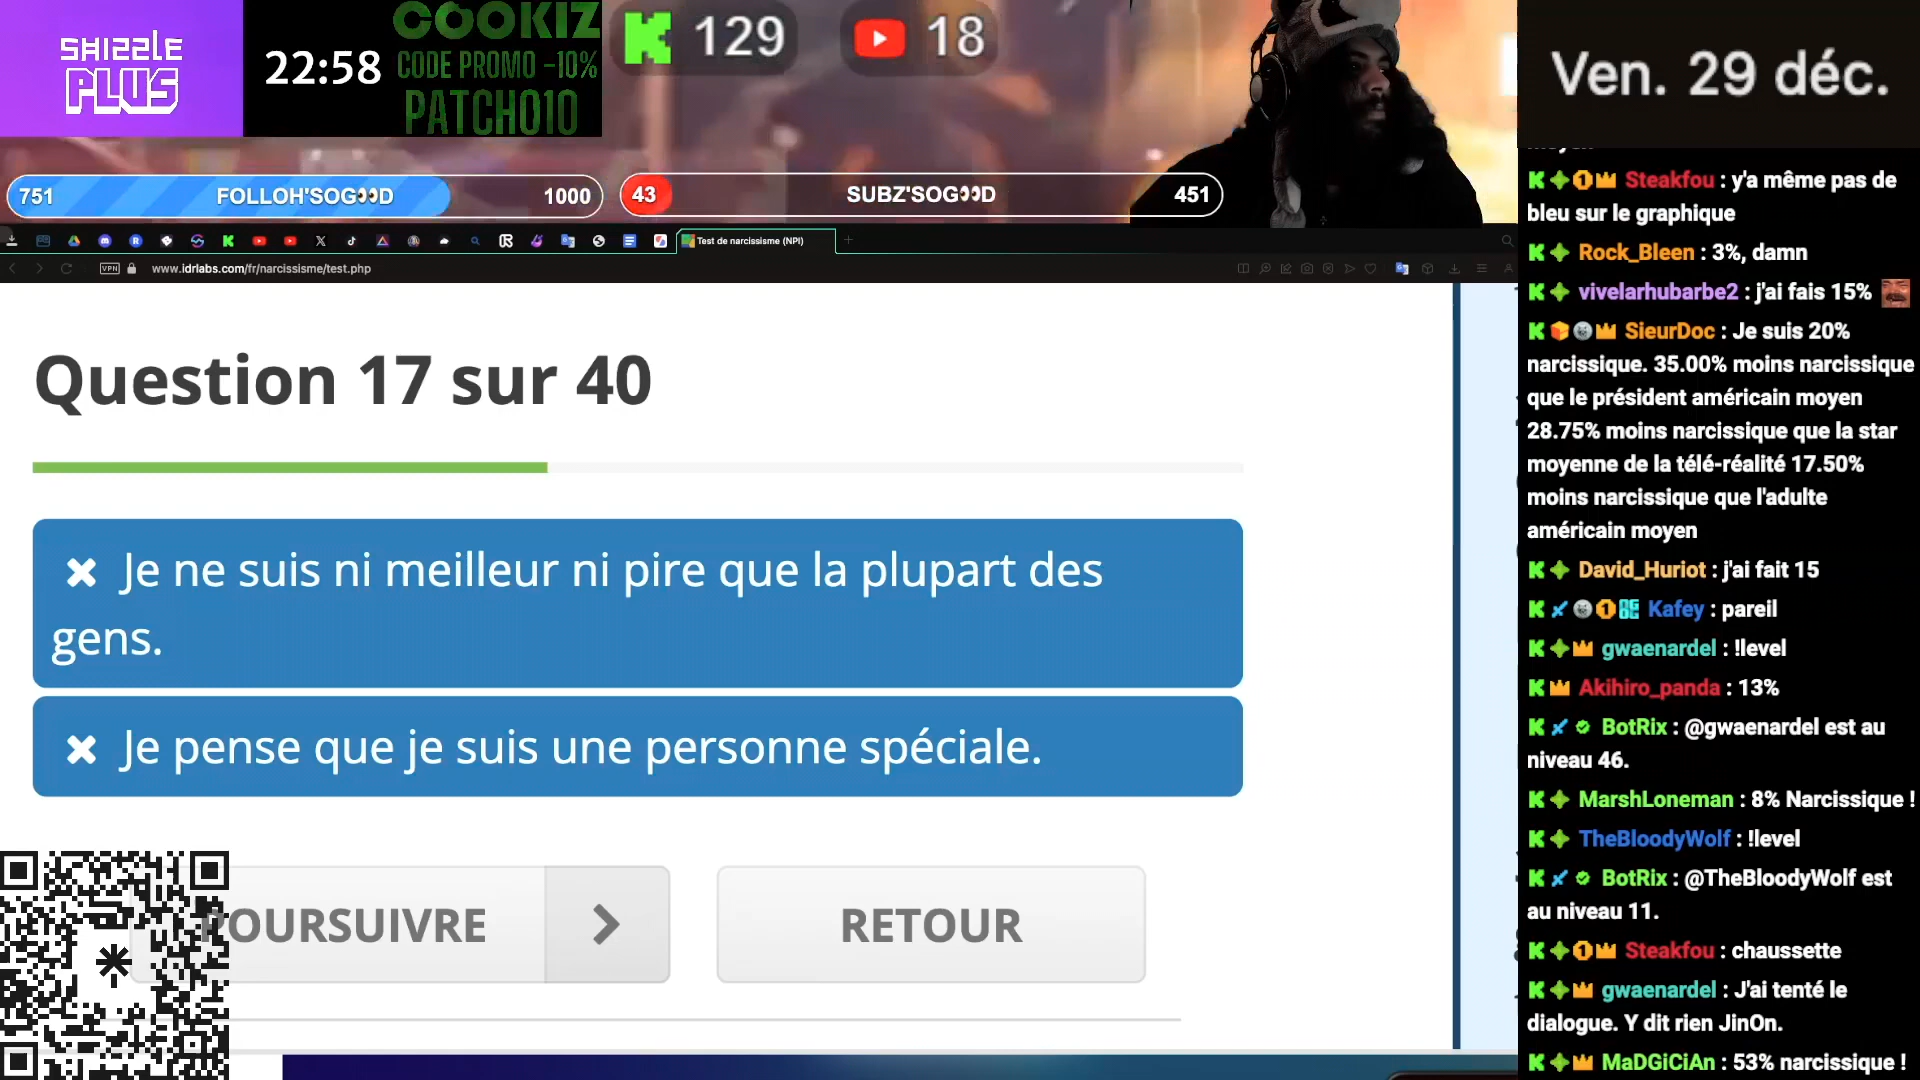 SHIZZLE
PLUS
22:58
COOKIZ
CODE PROMO -10%
PATCHO10
129
18
Ven. 29 déc.
751 FOLLOH'SOG👀D 1000
43 SUBZ'SOG👀D 451
Test de narcissisme (NPI)
VPN www.idrlabs.com/fr/narcissisme/test.php
Question 17 sur 40
Je ne suis ni meilleur ni pire que la plupart des
gens.
Je pense que je suis une personne spéciale.
POURSUIVRE
RETOUR
Steakfou : y'a même pas de
bleu sur le graphique
Rock_Bleen : 3%, damn
vivelarhubarbe2 : j'ai fais 15%
SieurDoc : Je suis 20%
narcissique. 35.00% moins narcissique
que le président américain moyen
28.75% moins narcissique que la star
moyenne de la télé-réalité 17.50%
moins narcissique que l'adulte
américain moyen
David_Huriot : j'ai fait 15
Kafey : pareil
gwaenardel : !level
Akihiro_panda : 13%
BotRix : @gwaenardel est au
niveau 46.
MarshLoneman : 8% Narcissique !
TheBloodyWolf : !level
BotRix : @TheBloodyWolf est
au niveau 11.
Steakfou : chaussette
gwaenardel : J'ai tenté le
dialogue. Y dit rien JinOn.
MaDGiCiAn : 53% narcissique !